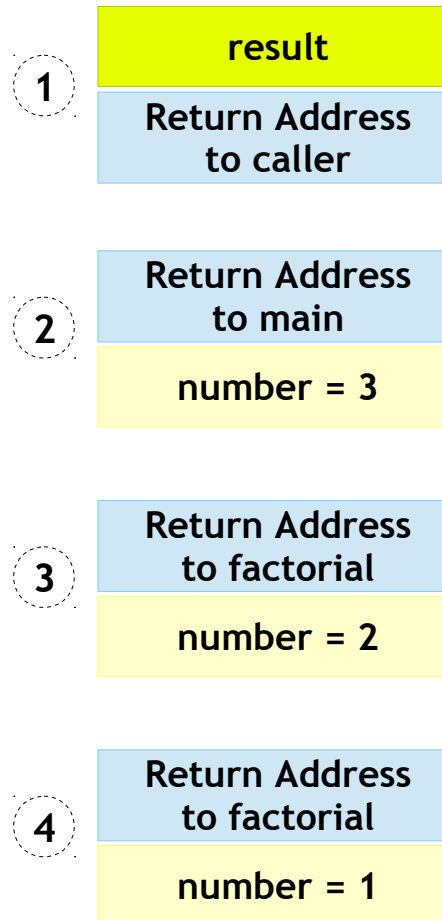 result
1
Return Address
to caller
Return Address
to main
2
number = 3
Return Address
to factorial
3
number = 2
Return Address
to factorial
4
number = 1